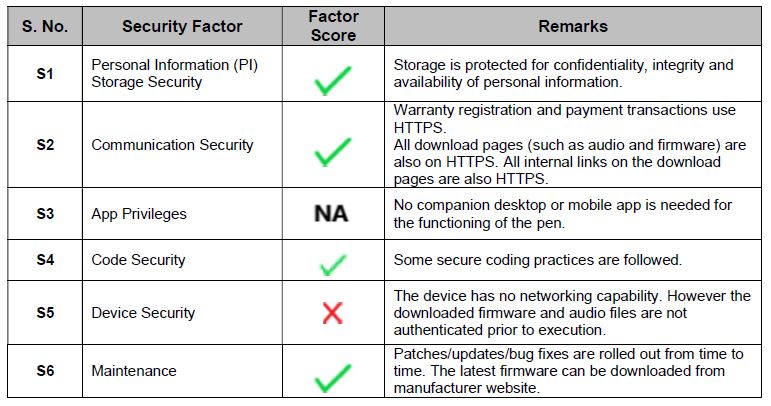 S. No.
Security Factor
Factor
Score
Remarks
S1
Personal Information (PI)
Storage Security
Storage is protected for confidentiality, integrity and
availability of personal information.
S2
Communication Security
Warranty registration and payment transactions use
HTTPS.
All download pages (such as audio and firmware) are
also on HTTPS. All internal links on the download
pages are also HTTPS.
S3
App Privileges
NA
No companion desktop or mobile app is needed for
the functioning of the pen.
S4
Code Security
Some secure coding practices are followed.
S5
Device Security
The device has no networking capability. However the
downloaded firmware and audio files are not
authenticated prior to execution.
S6
Maintenance
Patches/updates/bug fixes are rolled out from time to
time. The latest firmware can be downloaded from
manufacturer website.